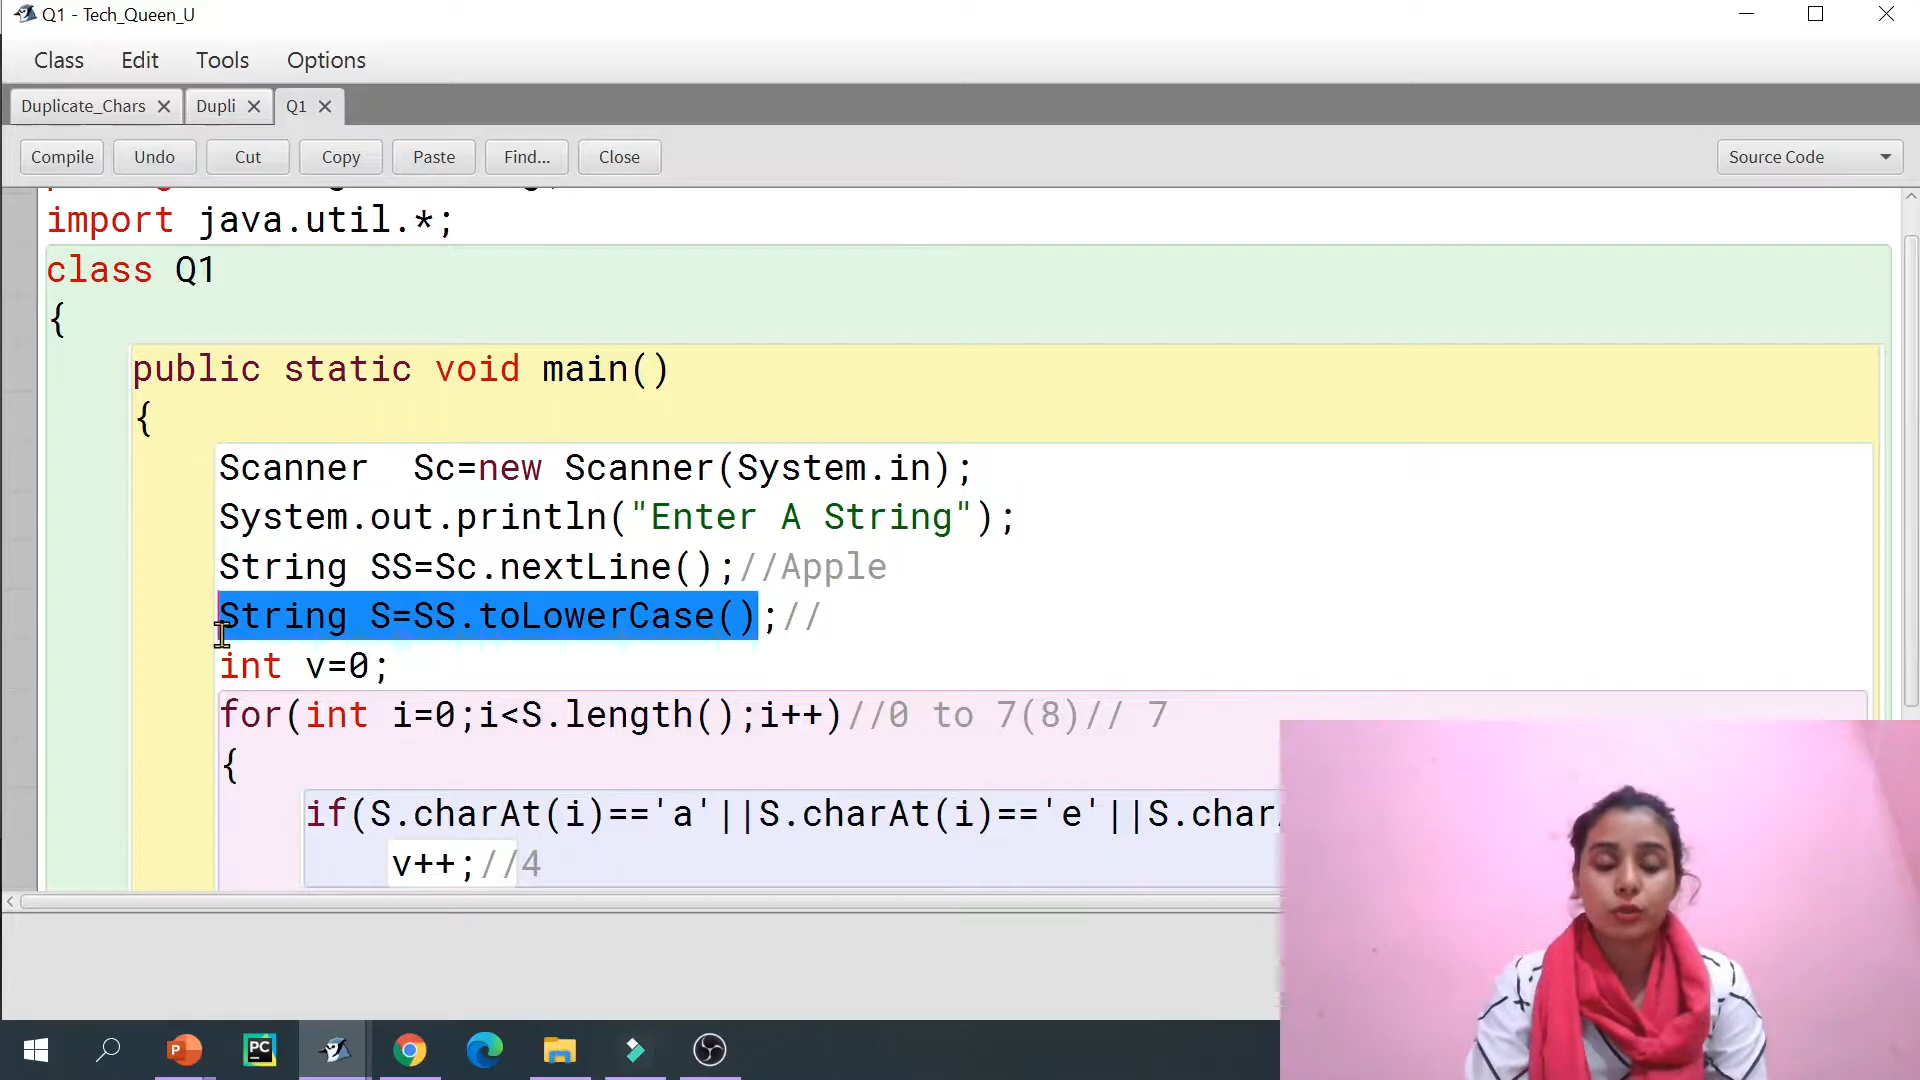 Q1 - Tech_Queen_U
Class Edit Tools Options
Duplicate_Chars Dupli Q1
Compile Undo Cut Copy Paste Find... Close Source Code
import java.util.*;
class Q1
{
public static void main()
{
Scanner  Sc=new Scanner(System.in);
System.out.println("Enter A String");
String SS=Sc.nextLine();//Apple
String S=SS.toLowerCase();//
int v=0;
for(int i=0;i<S.length();i++)//0 to 7(8)// 7
{
if(S.charAt(i)=='a'||S.charAt(i)=='e'||S.char
v++;//4
P PC